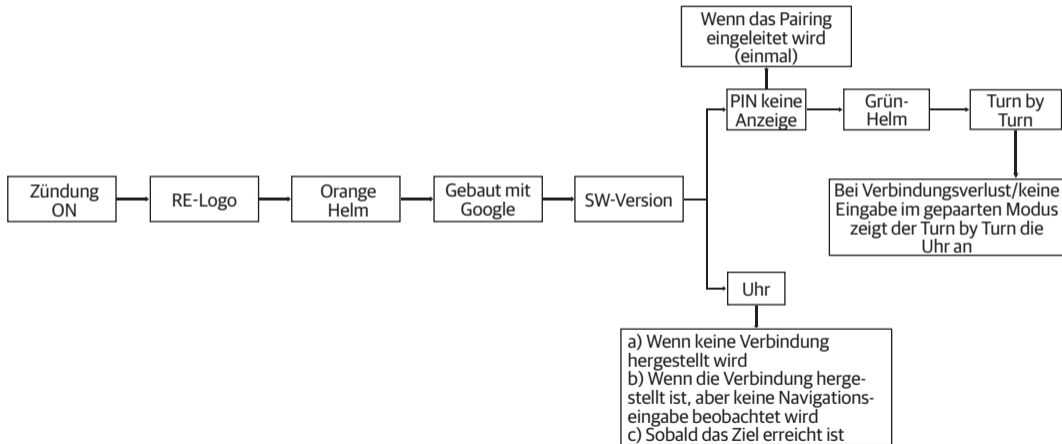 Wenn das Pairing
eingeleitet wird
(einmal)
PIN keine
Anzeige
Grün-
Helm
Turn by
Turn
Zündung
ON
RE-Logo
Orange
Helm
Gebaut mit
Google
SW-Version
Bei Verbindungsverlust/keine
Eingabe im gepaarten Modus
zeigt der Turn by Turn die
Uhr an
Uhr
a) Wenn keine Verbindung
hergestellt wird
b) Wenn die Verbindung herge-
stellt ist, aber keine Navigations-
eingabe beobachtet wird
c) Sobald das Ziel erreicht ist